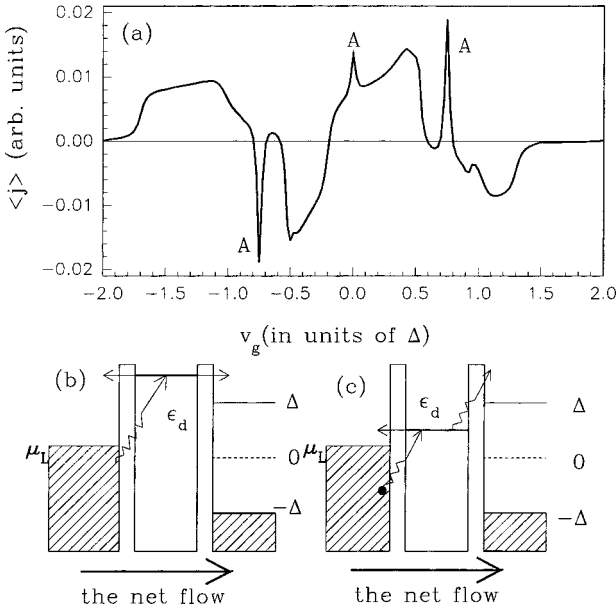 (a)
<j> (arb. units)
0.02
0.01
0.00
-0.01
-0.02
A
A
A
-2.0 -1.5 -1.0 -0.5 0.0 0.5 1.0 1.5 2.0
v_g(in units of Δ)
(b)
ϵ_d
Δ
μ_L
0
-Δ
the net flow
(c)
ϵ_d
Δ
μ_L
0
-Δ
the net flow